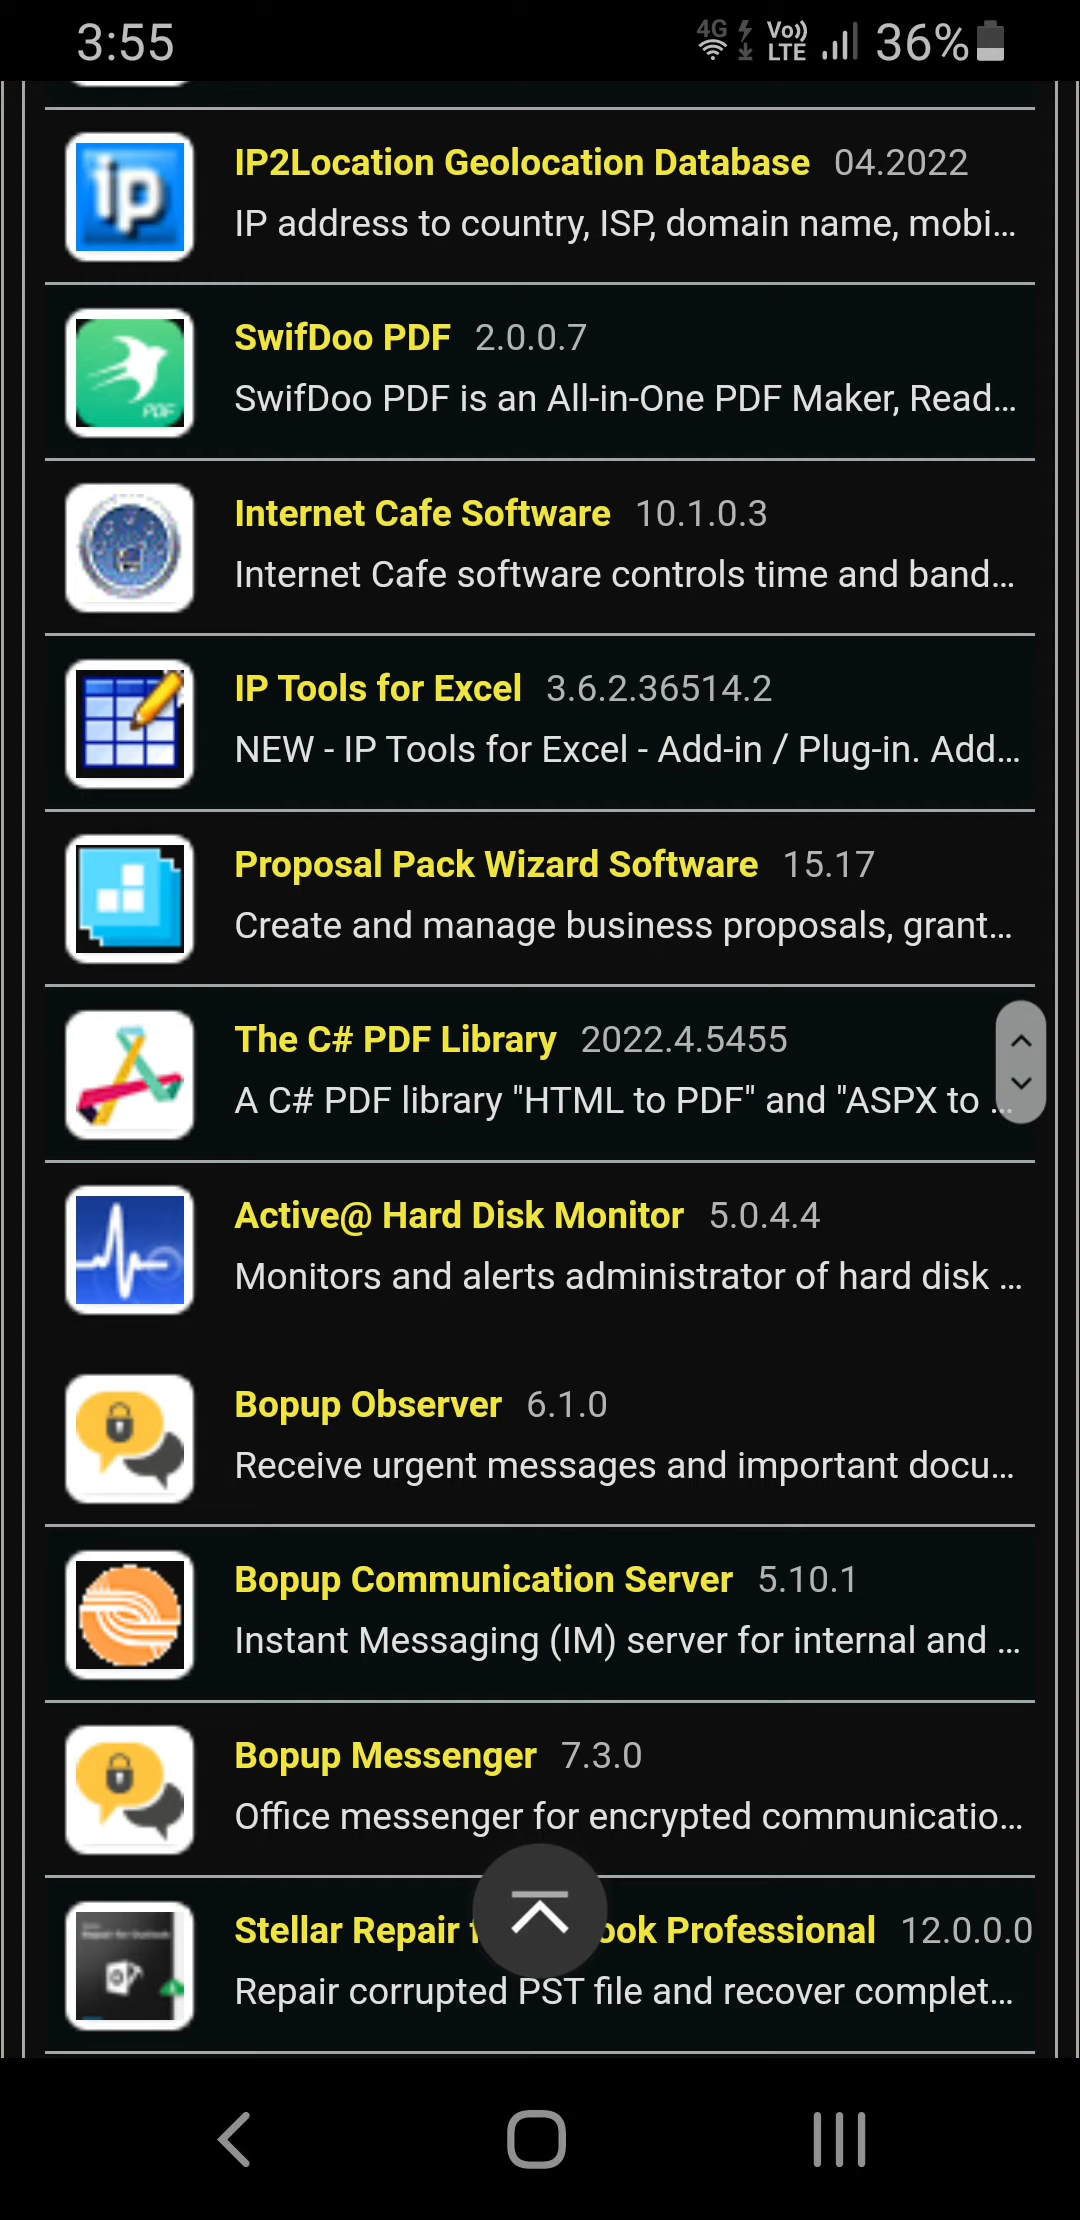 3:55 4G Vo)) LTE 36%
ip
IP2Location Geolocation Database 04.2022
IP address to country, ISP, domain name, mobi...
PDF
SwifDoo PDF 2.0.0.7
SwifDoo PDF is an All-in-One PDF Maker, Read...
Internet Cafe Software 10.1.0.3
Internet Cafe software controls time and band...
IP Tools for Excel 3.6.2.36514.2
NEW - IP Tools for Excel - Add-in / Plug-in. Add...
Proposal Pack Wizard Software 15.17
Create and manage business proposals, grant...
The C# PDF Library 2022.4.5455
A C# PDF library "HTML to PDF" and "ASPX to ...
Active@ Hard Disk Monitor 5.0.4.4
Monitors and alerts administrator of hard disk ...
Bopup Observer 6.1.0
Receive urgent messages and important docu...
Bopup Communication Server 5.10.1
Instant Messaging (IM) server for internal and ...
Bopup Messenger 7.3.0
Office messenger for encrypted communicatio...
Stellar Repair f ook Professional 12.0.0.0
Repair corrupted PST file and recover complet...